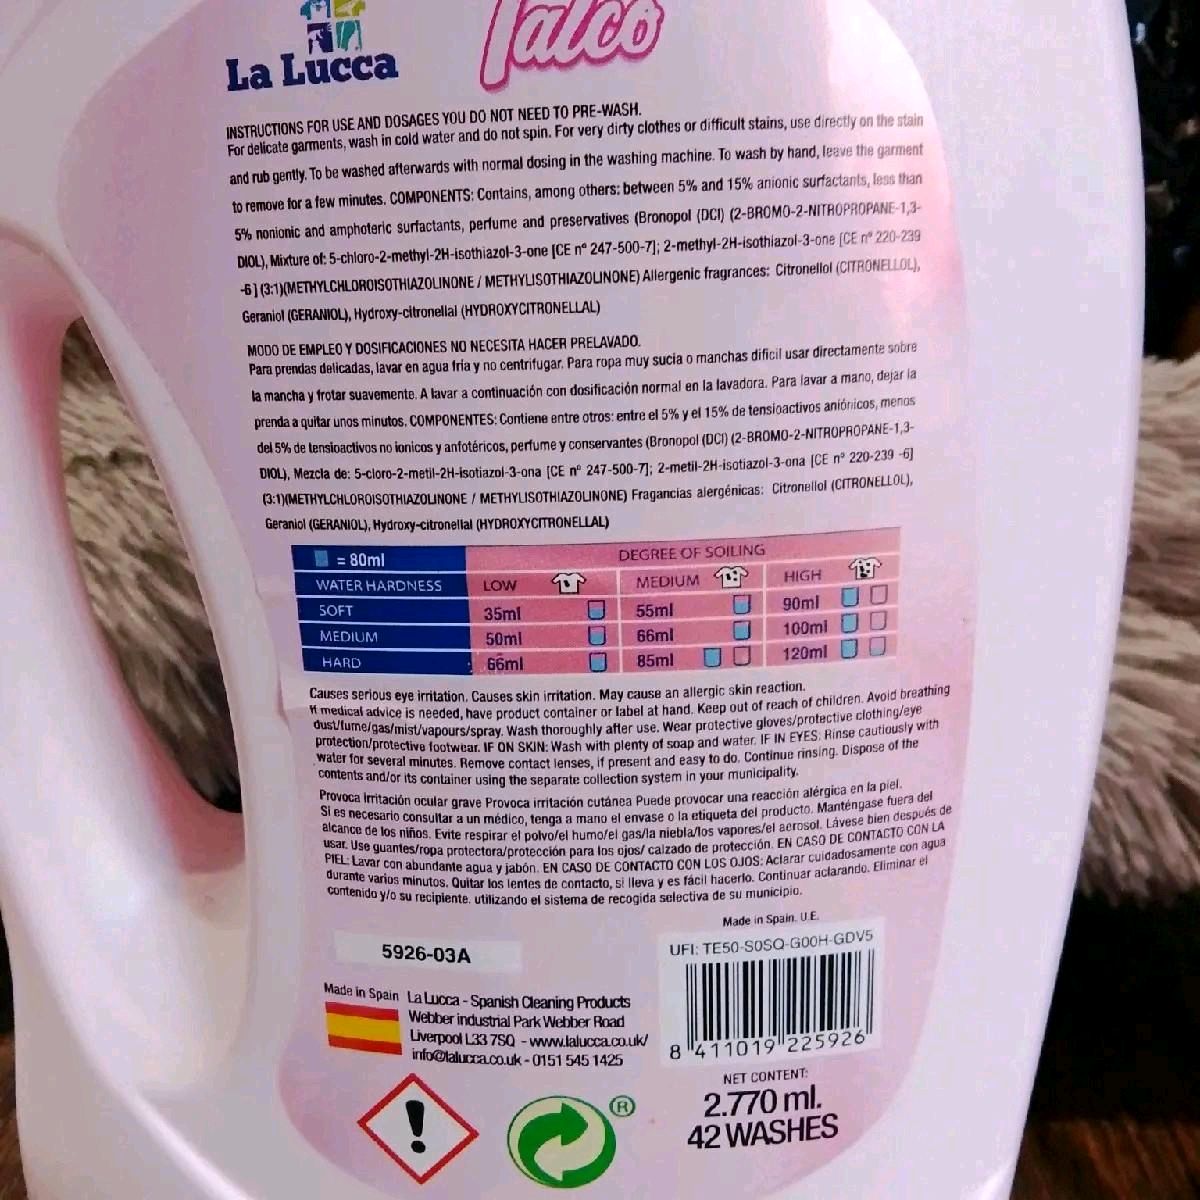 La Lucca
Talco
INSTRUCTIONS FOR USE AND DOSAGES YOU DO NOT NEED TO PRE-WASH.
For delicate garments, wash in cold water and do not spin. For very dirty clothes or difficult stains, use directly on the stain
and rub gently. To be washed afterwards with normal dosing in the washing machine. To wash by hand, leave the garment
to remove for a few minutes. COMPONENTS: Contains, among others: between 5% and 15% anionic surfactants, less than
5% nonionic and amphoteric surfactants, perfume and preservatives (Bronopol (DCI) (2-BROMO-2-NITROPROPANE-1,3-
DIOL), Mixture of: 5-chloro-2-methyl-2H-isothiazol-3-one [CE nº 247-500-7]; 2-methyl-2H-isothiazol-3-one [CE nº 220-239
-6] (3:1)(METHYLCHLOROISOTHIAZOLINONE / METHYLISOTHIAZOLINONE) Allergenic fragrances: Citronellol (CITRONELLOL),
Geraniol (GERANIOL), Hydroxy-citronellal (HYDROXYCITRONELLAL)
MODO DE EMPLEO Y DOSIFICACIONES NO NECESITA HACER PRELAVADO.
Para prendas delicadas, lavar en agua fria y no centrifugar. Para ropa muy sucia o manchas dificil usar directamente sobre
la mancha y frotar suavemente. A lavar a continuación con dosificación normal en la lavadora. Para lavar a mano, dejar la
prenda a quitar unos minutos. COMPONENTES: Contiene entre otros: entre el 5% y el 15% de tensioactivos aniónicos, menos
del 5% de tensioactivos no ionicos y anfotéricos, perfume y conservantes (Bronopol (DCI) (2-BROMO-2-NITROPROPANE-1,3-
DIOL), Mezcla de: 5-cloro-2-metil-2H-isotiazol-3-ona [CE nº 247-500-7]; 2-metil-2H-isotiazol-3-ona [CE nº 220-239 -6]
(3:1)(METHYLCHLOROISOTHIAZOLINONE / METHYLISOTHIAZOLINONE) Fragancias alergénicas: Citronellol (CITRONELLOL),
Geraniol (GERANIOL), Hydroxy-citronellal (HYDROXYCITRONELLAL)
= 80ml DEGREE OF SOILING
WATER HARDNESS LOW MEDIUM HIGH
SOFT 35ml 55ml 90ml
MEDIUM 50ml 66ml 100ml
HARD 66ml 85ml 120ml
Causes serious eye irritation. Causes skin irritation. May cause an allergic skin reaction.
If medical advice is needed, have product container or label at hand. Keep out of reach of children. Avoid breathing
dust/fume/gas/mist/vapours/spray. Wash thoroughly after use. Wear protective gloves/protective clothing/eye
protection/protective footwear. IF ON SKIN: Wash with plenty of soap and water. IF IN EYES: Rinse cautiously with
water for several minutes. Remove contact lenses, if present and easy to do. Continue rinsing. Dispose of the
contents and/or its container using the separate collection system in your municipality.
Provoca irritación ocular grave Provoca irritación cutánea Puede provocar una reacción alérgica en la piel.
Si es necesario consultar a un médico, tenga a mano el envase o la etiqueta del producto. Manténgase fuera del
alcance de los niños. Evite respirar el polvo/el humo/el gas/la niebla/los vapores/el aerosol. Lávese bien después de
usar. Use guantes/ropa protectora/protección para los ojos/ calzado de protección. EN CASO DE CONTACTO CON LA
PIEL: Lavar con abundante agua y jabón. EN CASO DE CONTACTO CON LOS OJOS: Aclarar cuidadosamente con agua
durante varios minutos. Quitar los lentes de contacto, si lleva y es fácil hacerlo. Continuar aclarando. Eliminar el
contenido y/o su recipiente. utilizando el sistema de recogida selectiva de su municipio.
Made in Spain. U.E.
5926-03A
UFI: TE50-S0SQ-G00H-GDV5
8 411019 225926
Made in Spain
La Lucca - Spanish Cleaning Products
Webber industrial Park Webber Road
Liverpool L33 7SQ - www.lalucca.co.uk/
info@lalucca.co.uk - 0151 545 1425
®
NET CONTENT:
2.770 ml.
42 WASHES